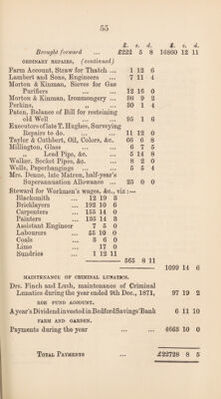 55
£. s. d. £. s. d.
Brought forward ... £222 5 8 16860 12 11
ORDINARY REPAIRS, (continued)
Farm Account, Straw for Thatch ... 1 12 6
Lambert and Sons, Engineers ... 7 11 4
Morton & Kinman, Sieves for Gas
Purifiers ... 12 16 0
Morton & Kinman, Ironmongery ... 86 9 2
Perkins, „ ... 30 1 4
Paten, Balance of Bill for restraining
old Well ... 95 1 6
Executors of late T. Hughes, Surveying
Repairs to do. ... 11 12 0
Taylor & Cuthbert, Oil, Colors, &c. 66 6 8
Millington, Glass ... 6 7 5
Lead Pipe, &c. ... 5 14 8
Walker, Socket Pipes, &c. ... 8 2 0
Wells, Paperhangings ... 5 5 4
Mrs. Denne, late Matron, half-year's
Superannuation Allowance ... 25 0 0
Steward for Workmen's wages, &c., viz :—
Blacksmith ... 12 19 3
Bricklayers ... 192 10 6
Carpenters ... 155 14 0
Painters ... 195 14 3
Assistant Engineer 7 5 0
Labourers ... 55 10 0
Coals ... 3 6 0
Lime ... 17 0
Sundries ... 1 12 11
565 8 11
1099 14 6
MAINTENANCE OF CRIMINAL LUNATICS.
Drs. Finch and Lush, maintenance of Criminal
Lunatics during the year ended 9th Dec., 1871, 97 19 2
ROE FUND ACCOUNT.
A year's Dividend invested in Bedford Savings' Bank 6 11 10
FARM AND GARDEN.
Payments during the year ... ... 4663 10 0
TOTAL PAYMENTS ... £22728 8 5